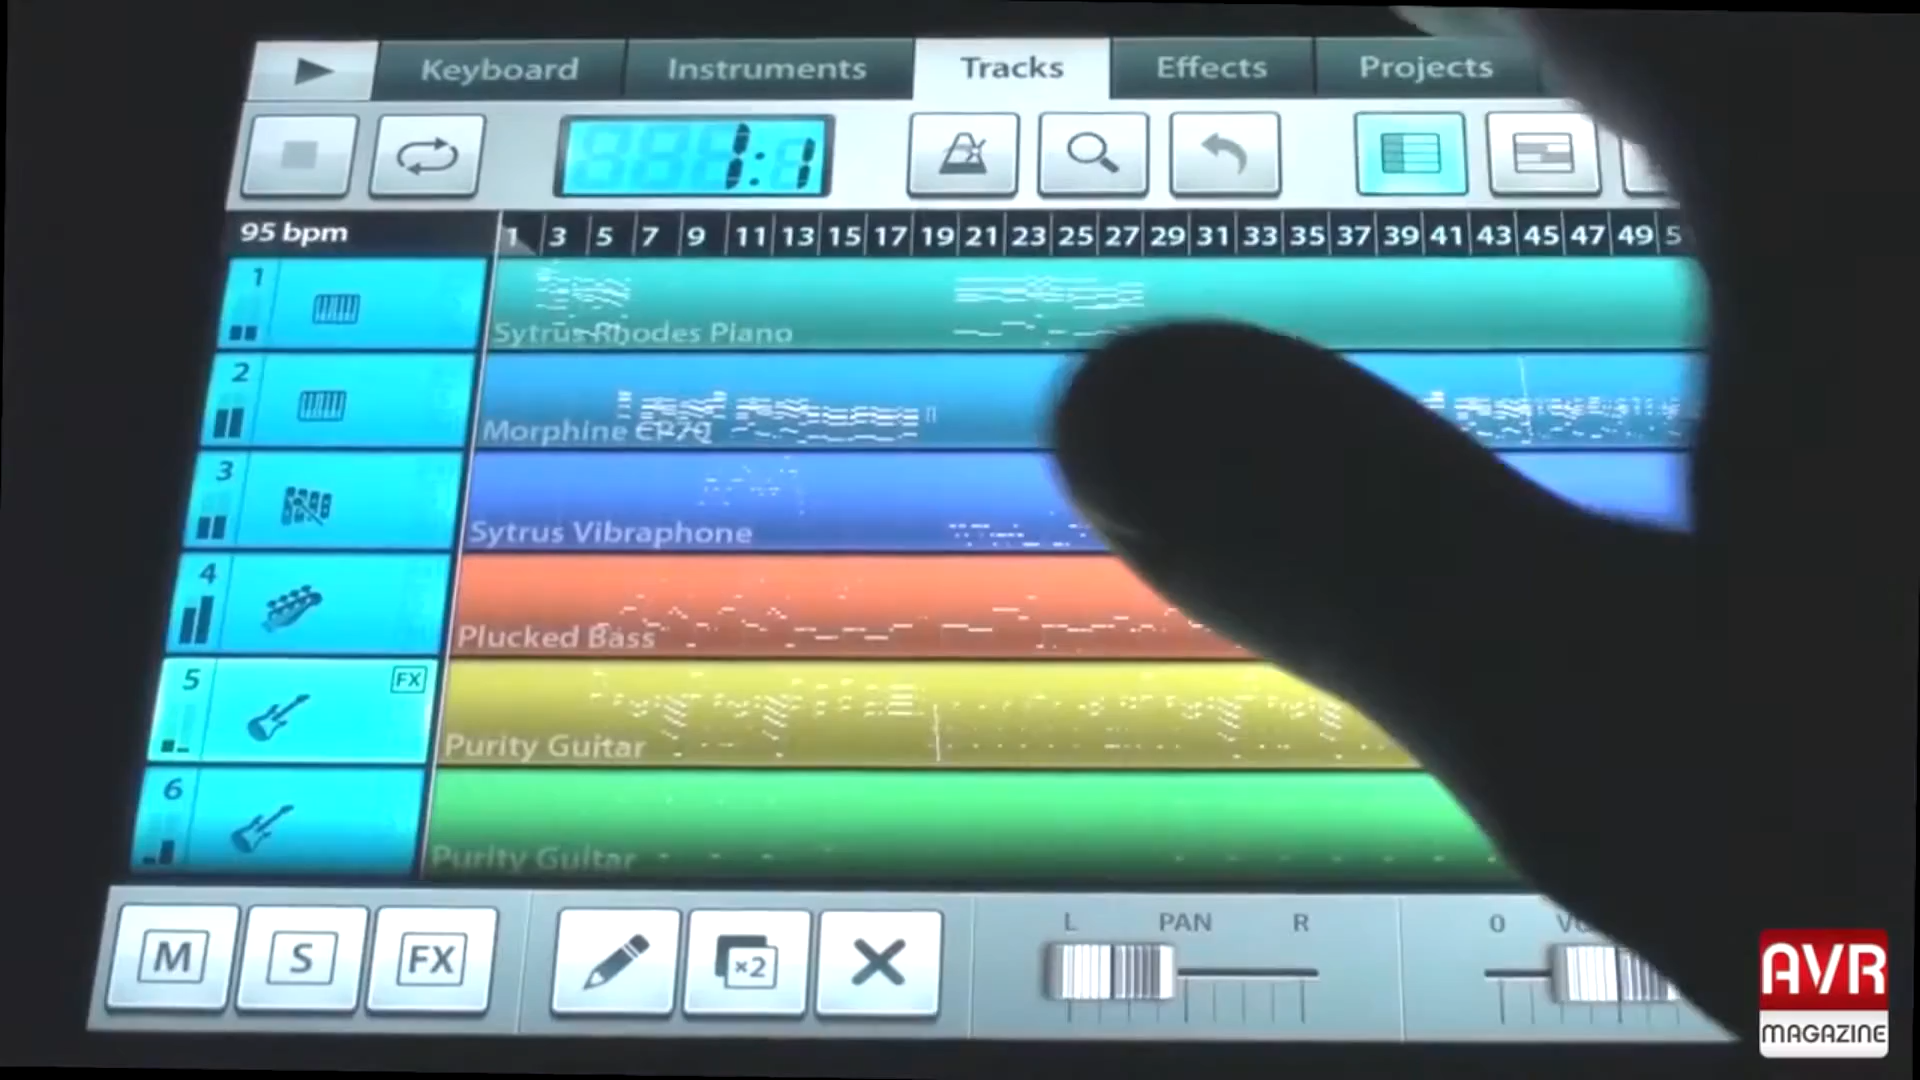 Keyboard Instruments Tracks Effects Projects
1:1
95 bpm 1 3 5 7 9 11 13 15 17 19 21 23 25 27 29 31 33 35 37 39 41 43 45 47 49 5
1
Sytrus Rhodes Piano
2
Morphine EP70
3
Sytrus Vibraphone
4
Plucked Bass
5 FX
Purity Guitar
6
Purity Guitar
L PAN R 0
M S FX ×2
AVR
MAGAZINE